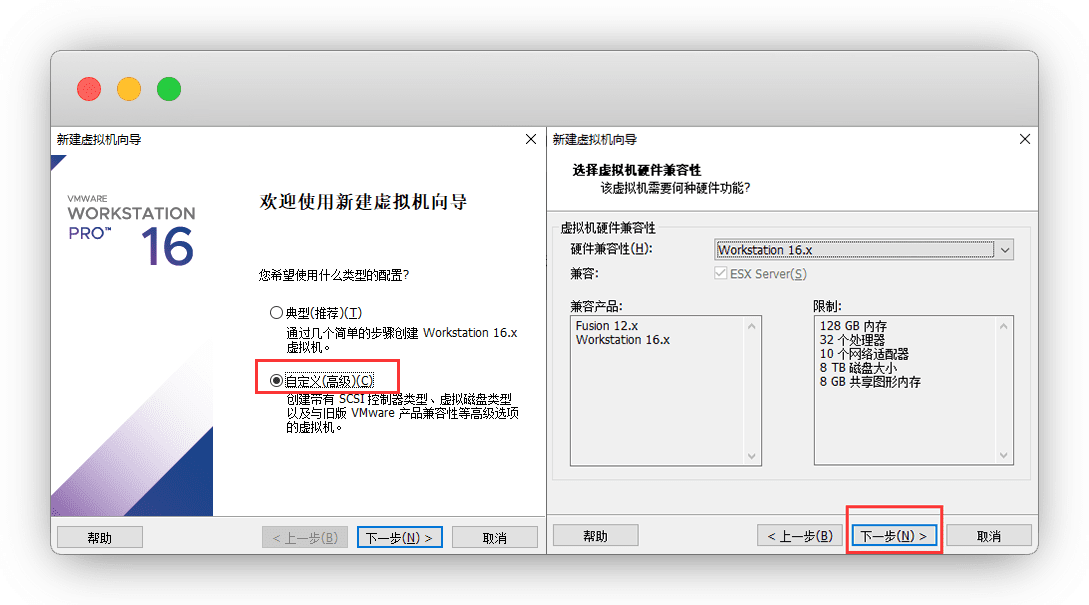 新建虚拟机向导
VMWARE
WORKSTATION
PRO™
16
欢迎使用新建虚拟机向导
您希望使用什么类型的配置?
典型(推荐)(T)
通过几个简单的步骤创建 Workstation 16.x
虚拟机。
自定义(高级)(C)
创建带有 SCSI 控制器类型、虚拟磁盘类型
以及与旧版 VMware 产品兼容性等高级选项
的虚拟机。
帮助
< 上一步(B)
下一步(N) >
取消
新建虚拟机向导
选择虚拟机硬件兼容性
该虚拟机需要何种硬件功能?
虚拟机硬件兼容性
硬件兼容性(H):
Workstation 16.x
兼容:
ESX Server(S)
兼容产品:
Fusion 12.x
Workstation 16.x
限制:
128 GB 内存
32 个处理器
10 个网络适配器
8 TB 磁盘大小
8 GB 共享图形内存
帮助
< 上一步(B)
下一步(N) >
取消